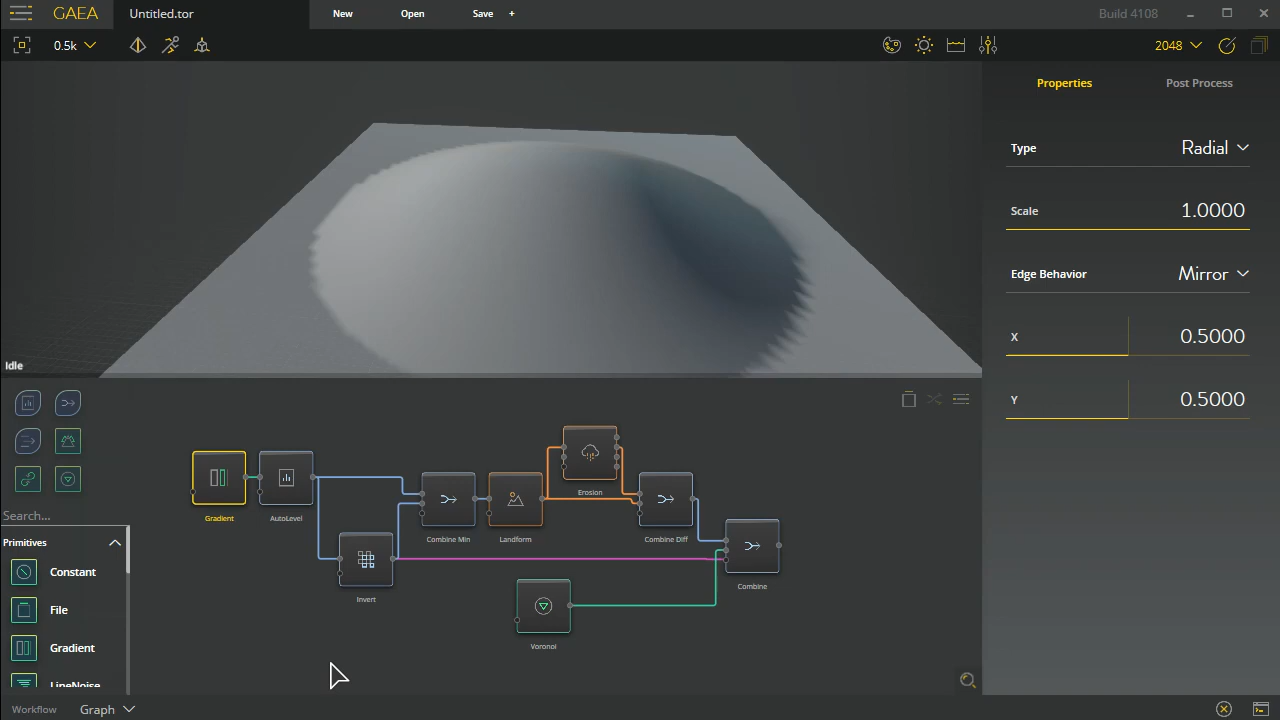 GAEA
Untitled.tor
New
Open
Save
+
Build 4108
0.5k
2048
Properties
Post Process
Type
Radial
Scale
1.0000
Edge Behavior
Mirror
X
0.5000
Y
0.5000
Idle
Search...
Primitives
Constant
File
Gradient
LineNoise
Gradient
AutoLevel
Invert
Combine Min
Landform
Erosion
Combine Diff
Combine
Voronoi
Workflow
Graph